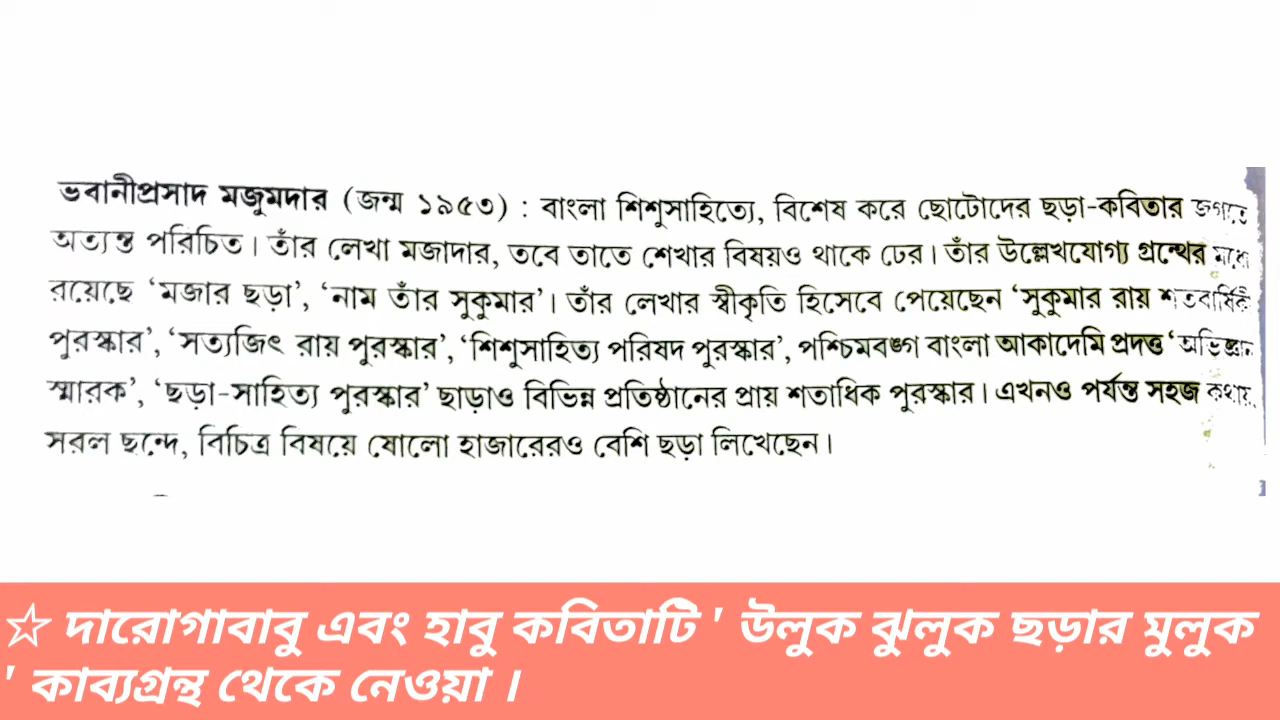 ভবানীপ্রসাদ মজুমদার (জন্ম ১৯৫৩) : বাংলা শিশুসাহিত্যে, বিশেষ করে ছোটোদের ছড়া-কবিতার জগতে
অত্যন্ত পরিচিত। তাঁর লেখা মজাদার, তবে তাতে শেখার বিষয়ও থাকে ঢের। তাঁর উল্লেখযোগ্য গ্রন্থের মধ্যে
রয়েছে ‘মজার ছড়া’, ‘নাম তাঁর সুকুমার’। তাঁর লেখার স্বীকৃতি হিসেবে পেয়েছেন ‘সুকুমার রায় শতবার্ষিকী
পুরস্কার’, ‘সত্যজিৎ রায় পুরস্কার’, ‘শিশুসাহিত্য পরিষদ পুরস্কার’, পশ্চিমবঙ্গ বাংলা আকাদেমি প্রদত্ত ‘অভিজ্ঞান
স্মারক’, ‘ছড়া-সাহিত্য পুরস্কার’ ছাড়াও বিভিন্ন প্রতিষ্ঠানের প্রায় শতাধিক পুরস্কার। এখনও পর্যন্ত সহজ কথায়,
সরল ছন্দে, বিচিত্র বিষয়ে ষোলো হাজারেরও বেশি ছড়া লিখেছেন।
☆ দারোগাবাবু এবং হাবু কবিতাটি ' উলুক ঝুলুক ছড়ার মুলুক
' কাব্যগ্রন্থ থেকে নেওয়া ।